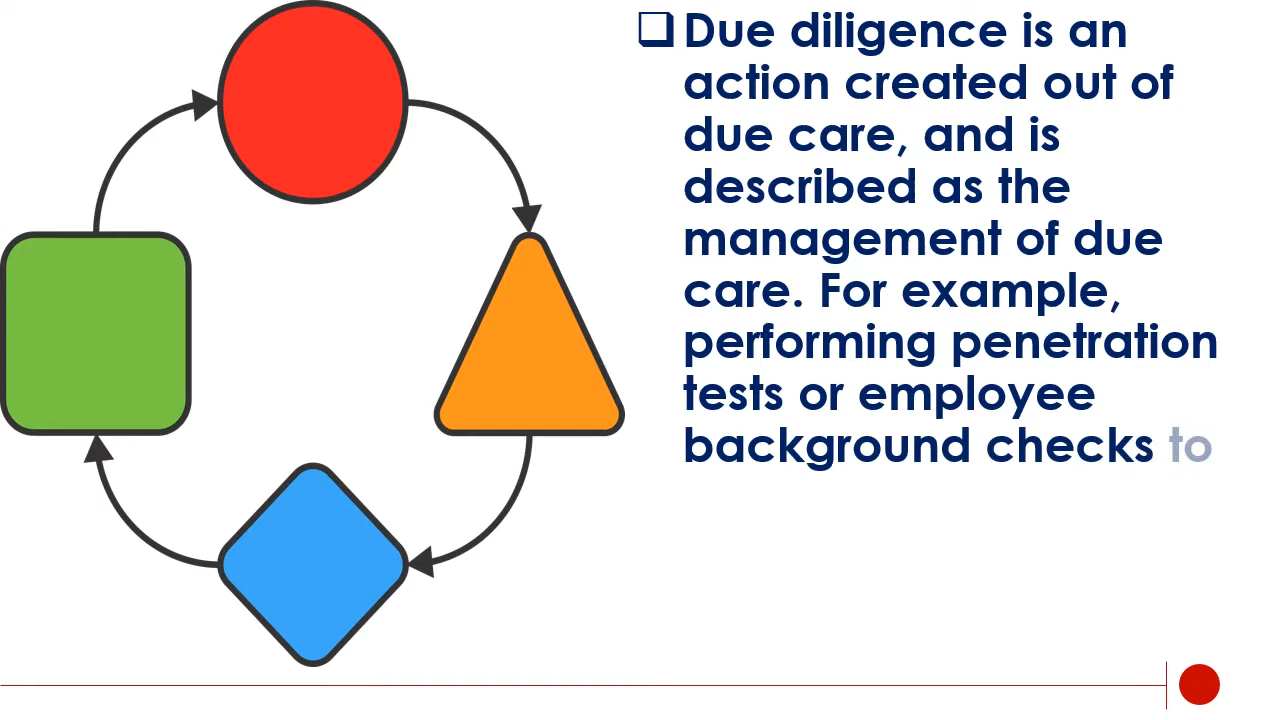 Due diligence is an
action created out of
due care, and is
described as the
management of due
care. For example,
performing penetration
tests or employee
background checks to